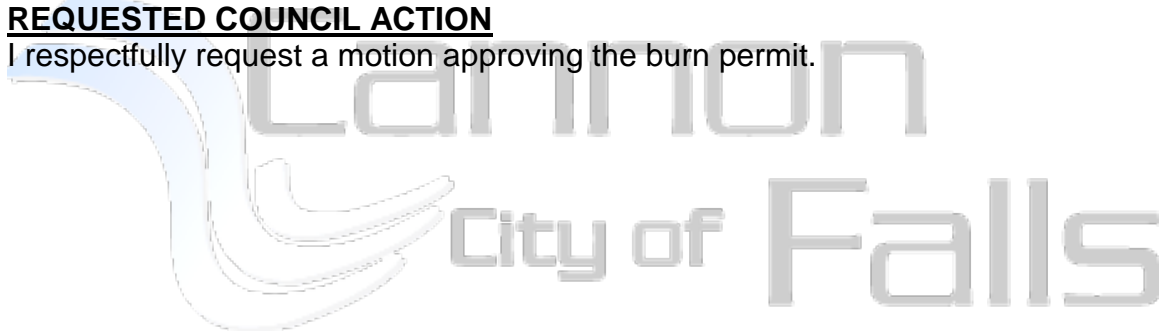 REQUESTED COUNCIL ACTION
I respectfully request a motion approving the burn permit.
Cannon
City of Falls